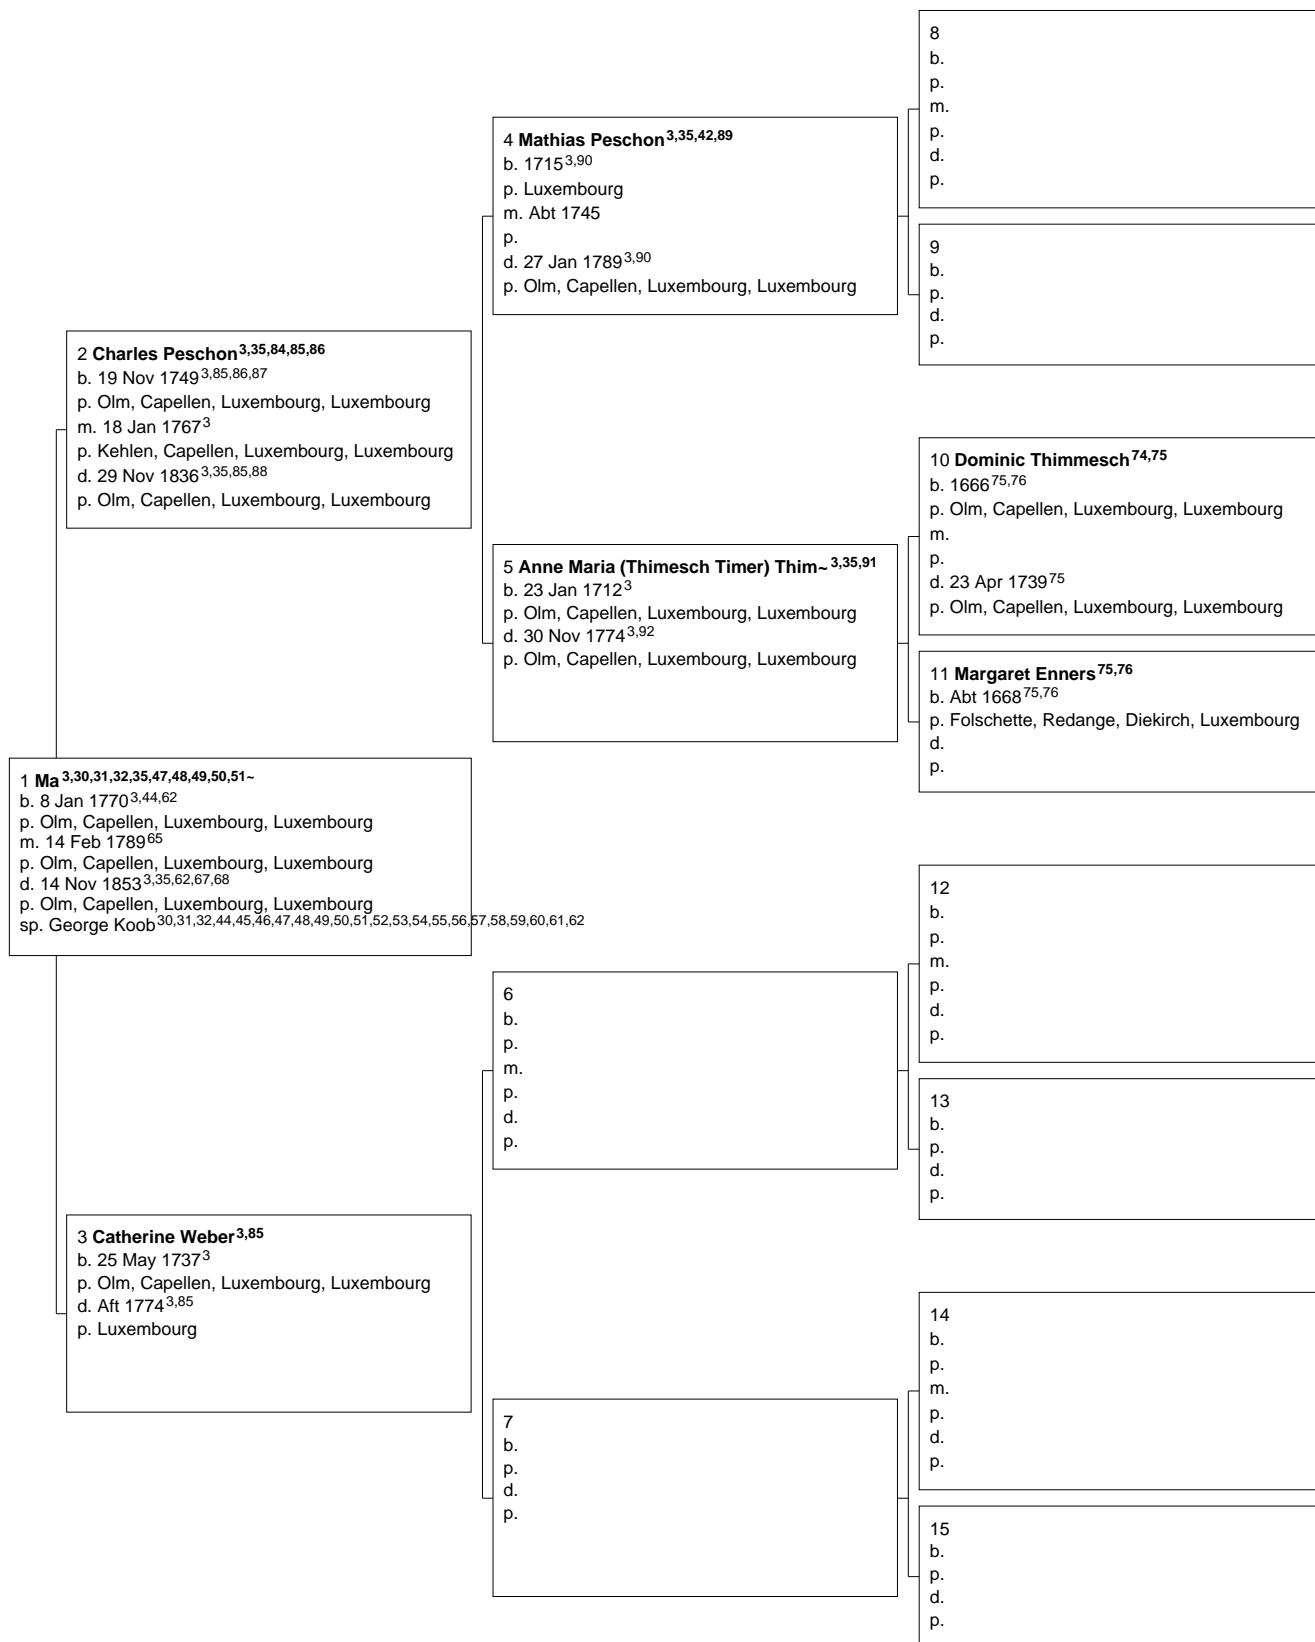 8
b.
p.
m.
p.
d.
p.
4 Mathias Peschon3,35,42,89
b. 17153,90
p. Luxembourg
m. Abt 1745
p.
d. 27 Jan 17893,90
p. Olm, Capellen, Luxembourg, Luxembourg
9
b.
p.
d.
p.
2 Charles Peschon3,35,84,85,86
b. 19 Nov 17493,85,86,87
p. Olm, Capellen, Luxembourg, Luxembourg
m. 18 Jan 17673
p. Kehlen, Capellen, Luxembourg, Luxembourg
d. 29 Nov 18363,35,85,88
p. Olm, Capellen, Luxembourg, Luxembourg
10 Dominic Thimmesch74,75
b. 166675,76
p. Olm, Capellen, Luxembourg, Luxembourg
m.
p.
d. 23 Apr 173975
p. Olm, Capellen, Luxembourg, Luxembourg
5 Anne Maria (Thimesch Timer) Thim~3,35,91
b. 23 Jan 17123
p. Olm, Capellen, Luxembourg, Luxembourg
d. 30 Nov 17743,92
p. Olm, Capellen, Luxembourg, Luxembourg
11 Margaret Enners75,76
b. Abt 166875,76
p. Folschette, Redange, Diekirch, Luxembourg
d.
p.
1 Ma3,30,31,32,35,47,48,49,50,51~
b. 8 Jan 17703,44,62
p. Olm, Capellen, Luxembourg, Luxembourg
m. 14 Feb 178965
p. Olm, Capellen, Luxembourg, Luxembourg
d. 14 Nov 18533,35,62,67,68
p. Olm, Capellen, Luxembourg, Luxembourg
sp. George Koob30,31,32,44,45,46,47,48,49,50,51,52,53,54,55,56,57,58,59,60,61,62
12
b.
p.
m.
p.
d.
p.
6
b.
p.
m.
p.
d.
p.
13
b.
p.
d.
p.
3 Catherine Weber3,85
b. 25 May 17373
p. Olm, Capellen, Luxembourg, Luxembourg
d. Aft 17743,85
p. Luxembourg
14
b.
p.
m.
p.
d.
p.
7
b.
p.
d.
p.
15
b.
p.
d.
p.